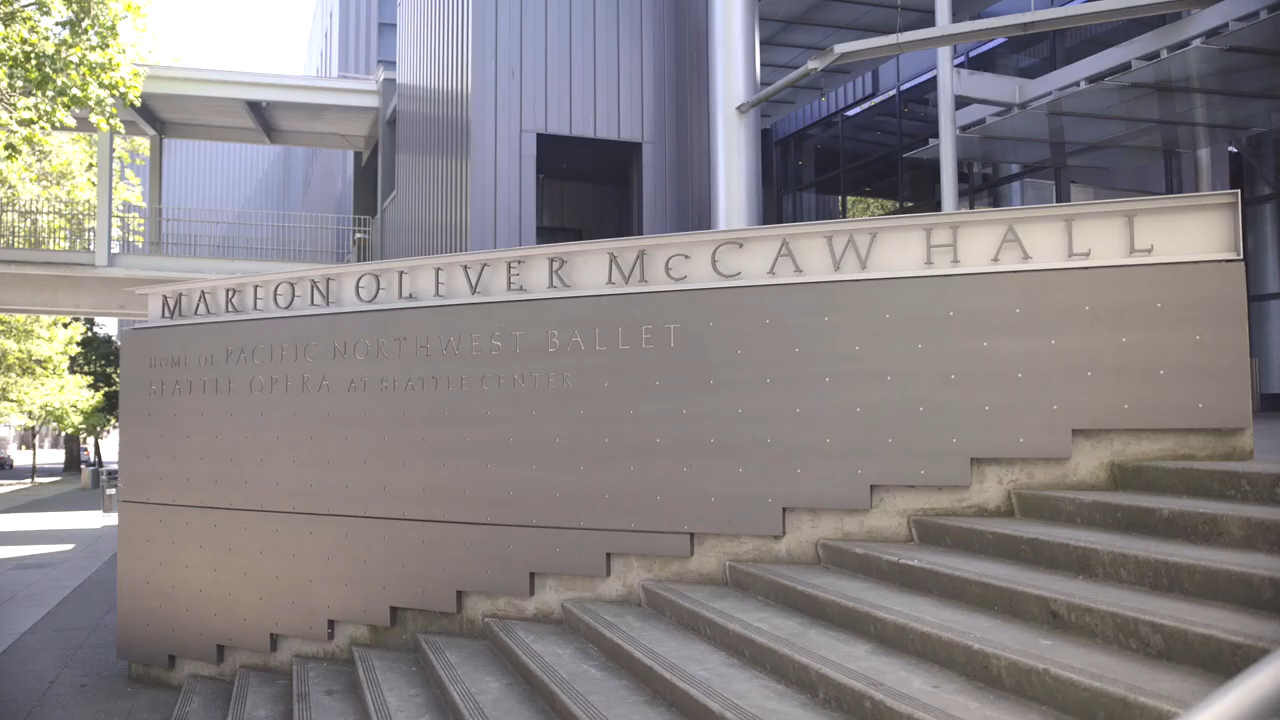 MARION OLIVER McCAW HALL
HOME OF PACIFIC NORTHWEST BALLET
SEATTLE OPERA AT SEATTLE CENTER